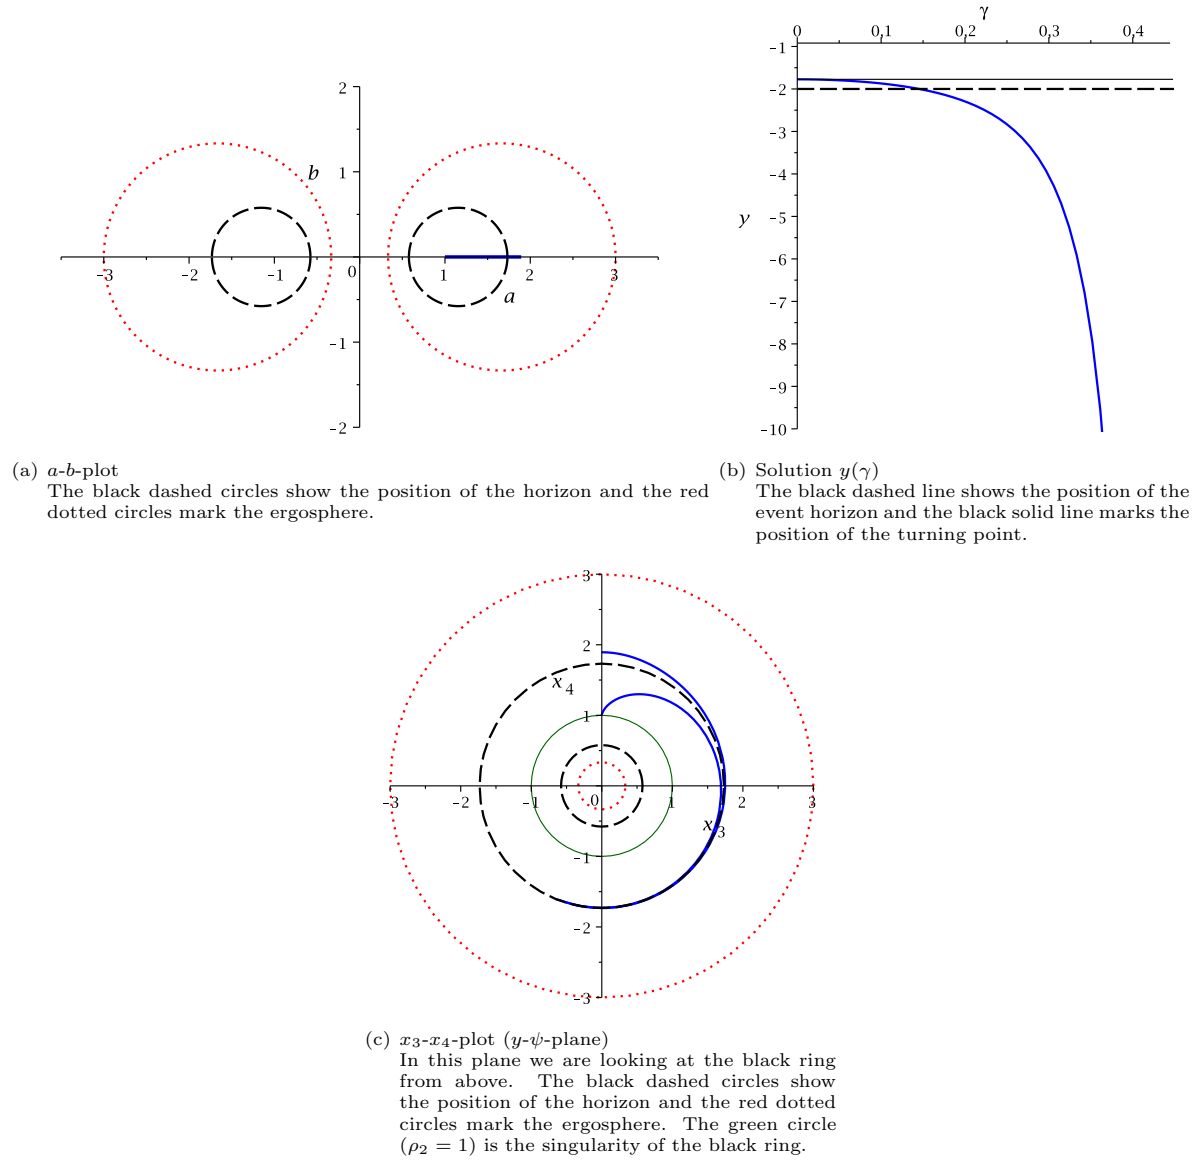 γ
0 0,1 0,2 0,3 0,4
-1
-2
-3
-4
-5
-6
-7
-8
-9
-10
y
2
1
-1
-2
-3 -2 -1 0 1 2 3
b
a
(a) a-b-plot
The black dashed circles show the position of the horizon and the red
dotted circles mark the ergosphere.
(b) Solution y(γ)
The black dashed line shows the position of the
event horizon and the black solid line marks the
position of the turning point.
3
2
1
-1
-2
-3
-3 -2 -1 0 1 2 3
x4
x3
(c) x₃-x₄-plot (y-ψ-plane)
In this plane we are looking at the black ring
from above. The black dashed circles show
the position of the horizon and the red dotted
circles mark the ergosphere. The green circle
(ρ₂ = 1) is the singularity of the black ring.